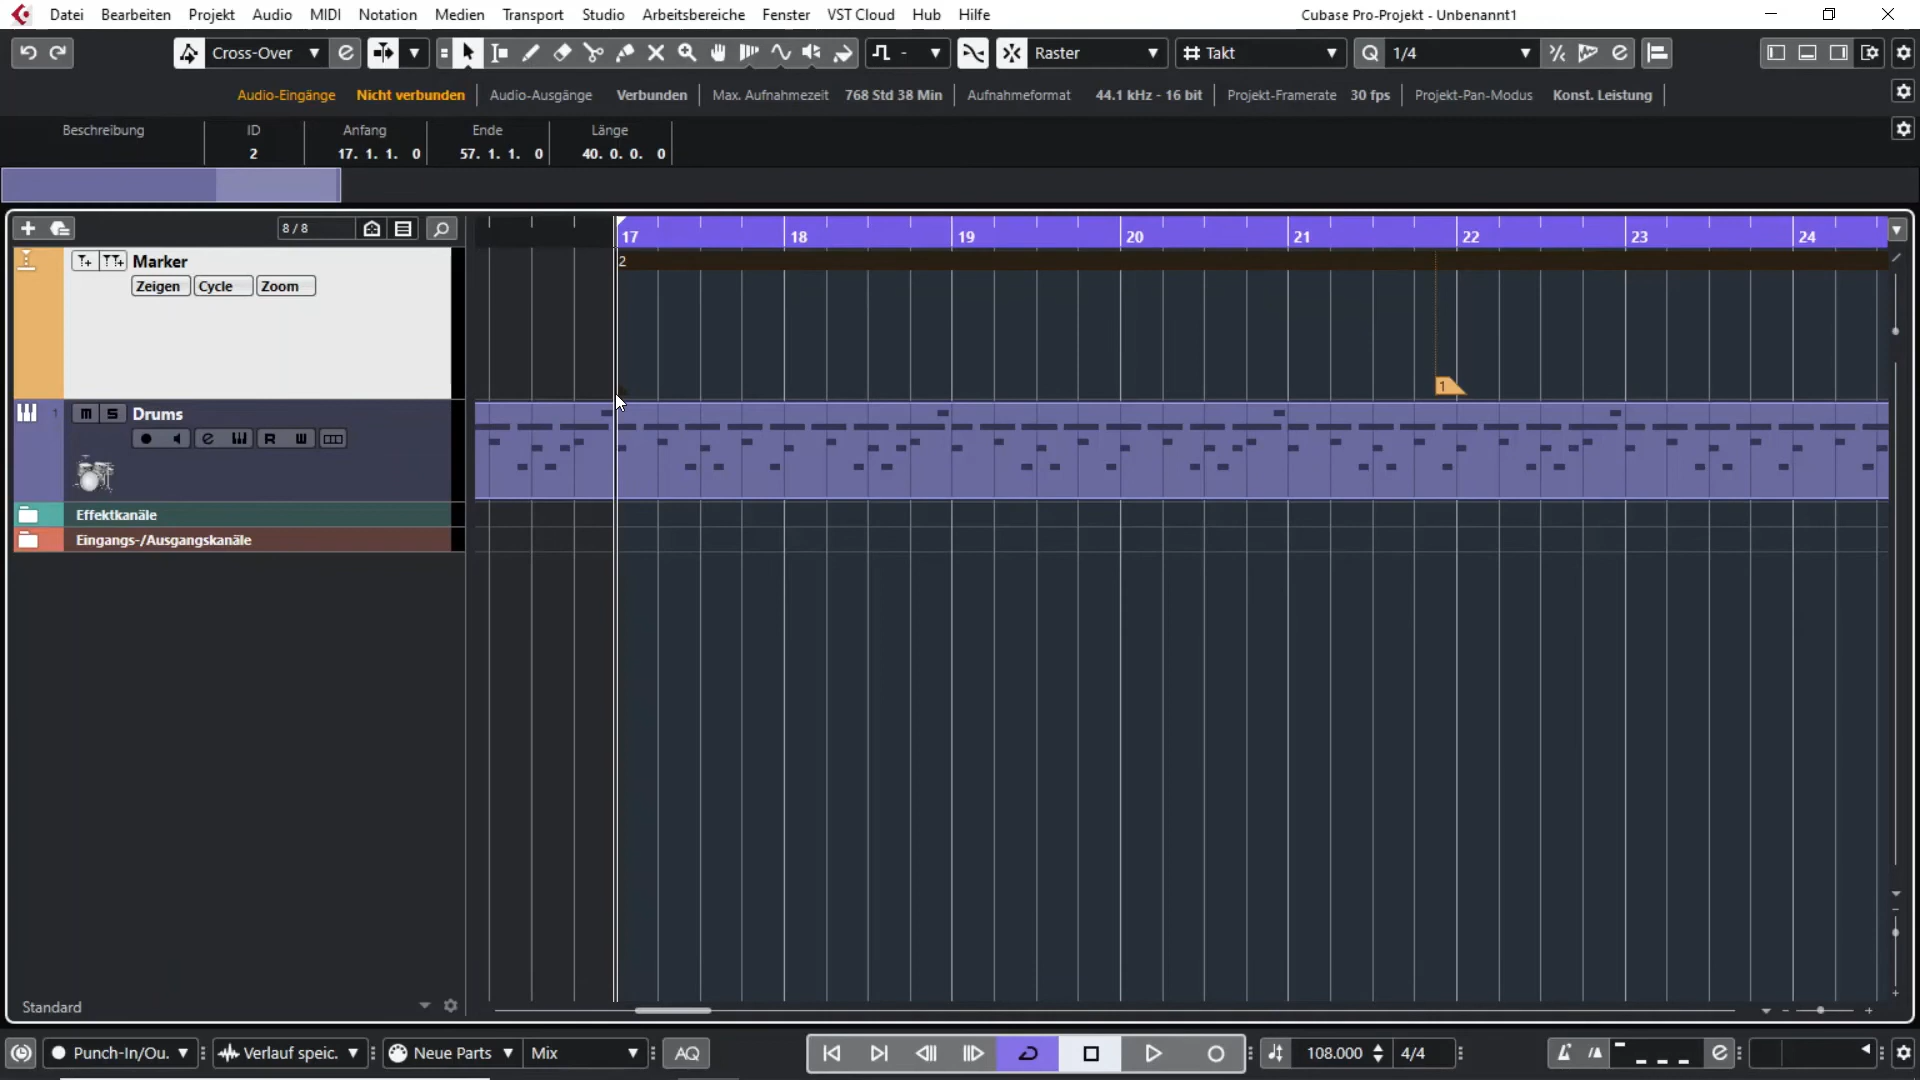 Datei Bearbeiten Projekt Audio MIDI Notation Medien Transport Studio Arbeitsbereiche Fenster VST Cloud Hub Hilfe Cubase Pro-Projekt - Unbenannt1
Cross-Over e - Raster Takt Q 1/4 e
Audio-Eingänge Nicht verbunden Audio-Ausgänge Verbunden Max. Aufnahmezeit 768 Std 38 Min Aufnahmeformat 44.1 kHz - 16 bit Projekt-Framerate 30 fps Projekt-Pan-Modus Konst. Leistung
Beschreibung ID Anfang Ende Länge
2 17. 1. 1. 0 57. 1. 1. 0 40. 0. 0. 0
8 / 8
17 18 19 20 21 22 23 24
Marker 2
Zeigen Cycle Zoom
1
1 m S Drums
e R W
Effektkanäle
Eingangs-/Ausgangskanäle
Standard
Punch-In/Ou. Verlauf speic. Neue Parts Mix AQ 108.000 4/4 e